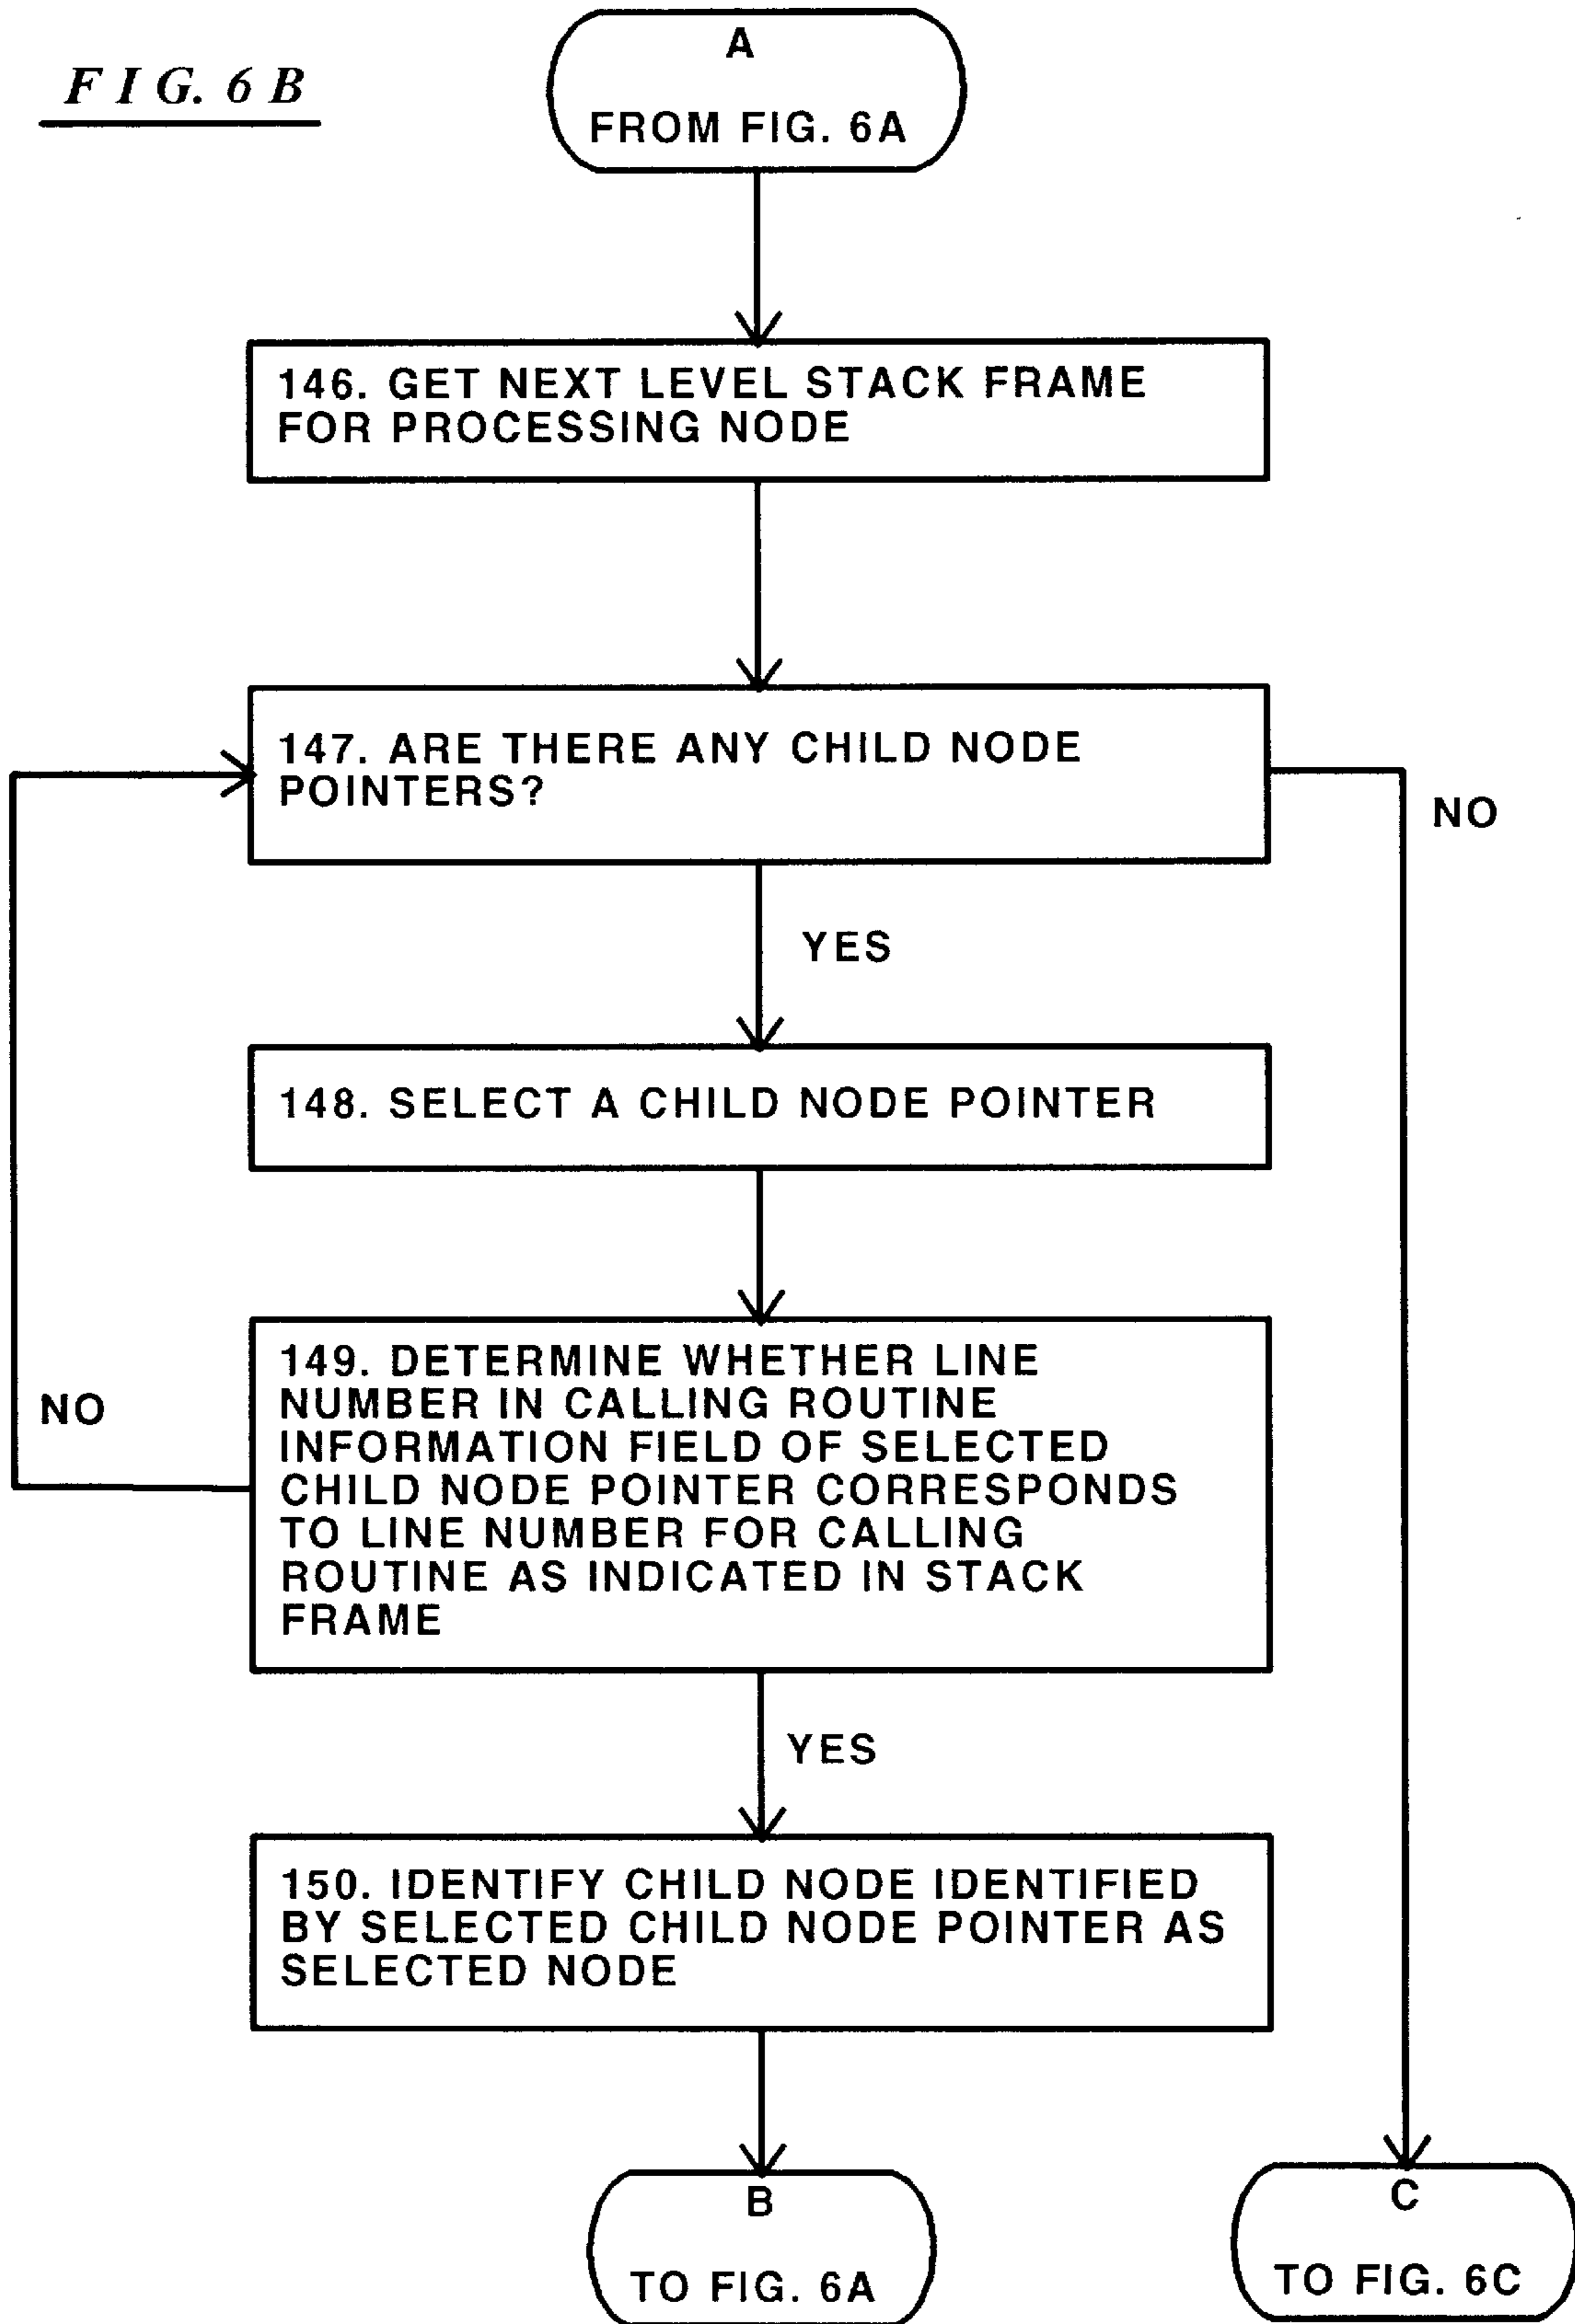 FIG. 6B
A
FROM FIG. 6A
146. GET NEXT LEVEL STACK FRAME
FOR PROCESSING NODE
147. ARE THERE ANY CHILD NODE
POINTERS?
NO
YES
148. SELECT A CHILD NODE POINTER
149. DETERMINE WHETHER LINE
NUMBER IN CALLING ROUTINE
INFORMATION FIELD OF SELECTED
CHILD NODE POINTER CORRESPONDS
TO LINE NUMBER FOR CALLING
ROUTINE AS INDICATED IN STACK
FRAME
NO
YES
150. IDENTIFY CHILD NODE IDENTIFIED
BY SELECTED CHILD NODE POINTER AS
SELECTED NODE
B
TO FIG. 6A
C
TO FIG. 6C